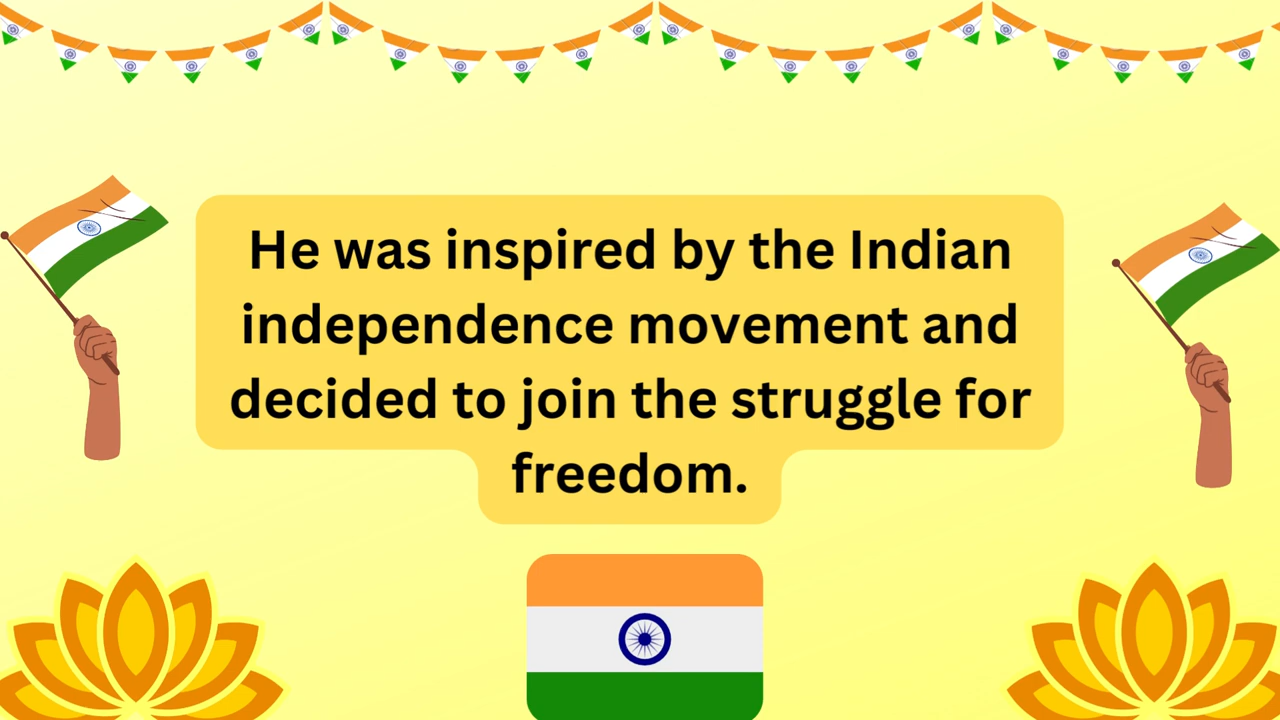 He was inspired by the Indian
independence movement and
decided to join the struggle for
freedom.